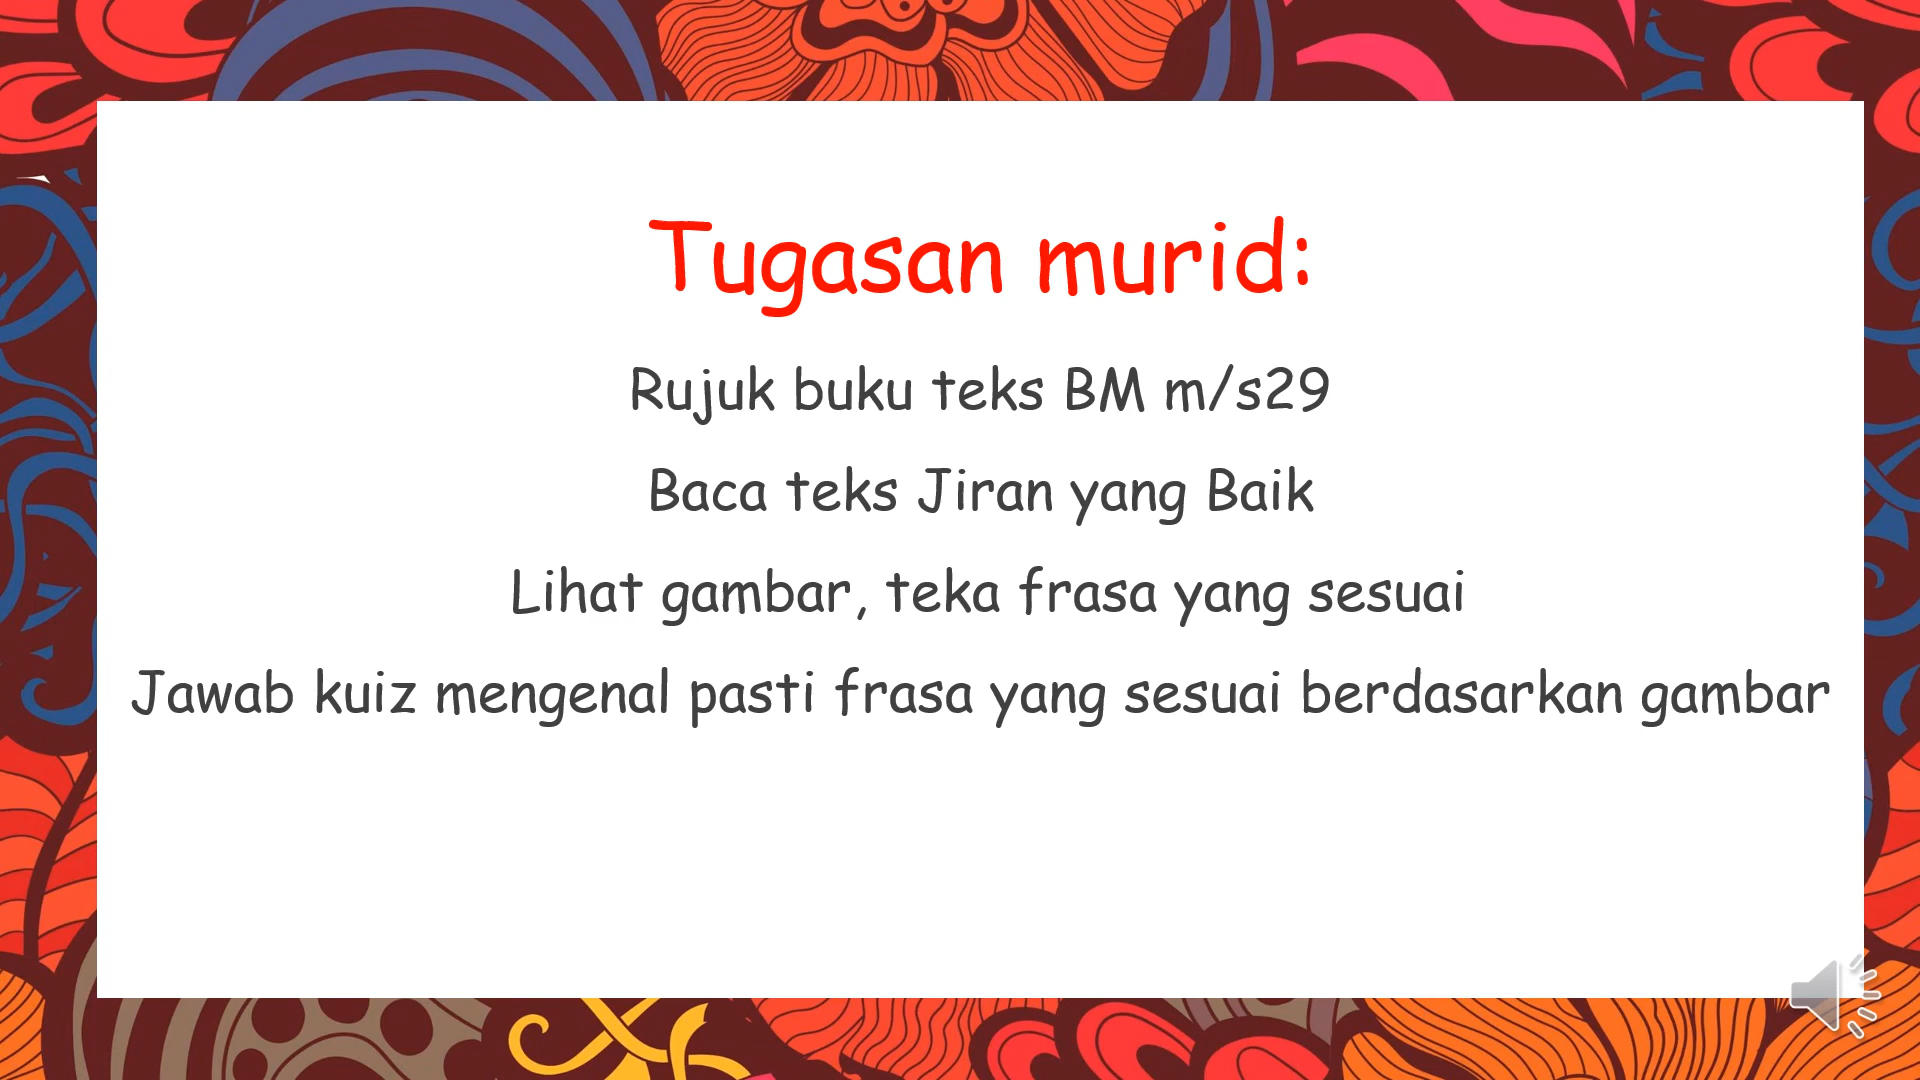 Tugasan murid:
Rujuk buku teks BM m/s29
Baca teks Jiran yang Baik
Lihat gambar, teka frasa yang sesuai
Jawab kuiz mengenal pasti frasa yang sesuai berdasarkan gambar